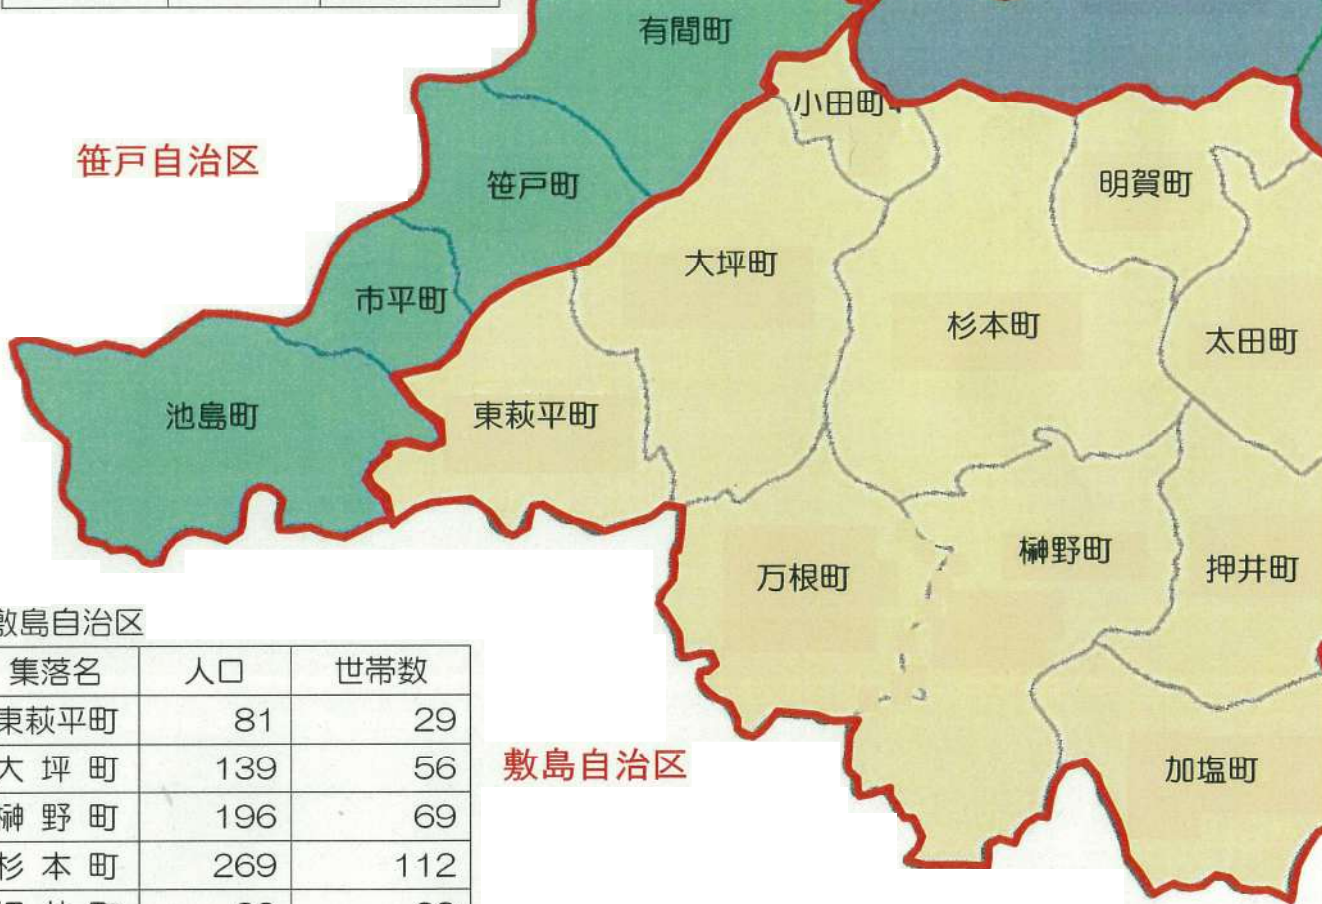 有間町
小田町
笹戸自治区
笹戸町
明賀町
大坪町
市平町
杉本町
太田町
池島町
東萩平町
榊野町
押井町
万根町
敷島自治区
加塩町
敷島自治区
集落名 人口 世帯数
東萩平町 81 29
大坪町 139 56
榊野町 196 69
杉本町 269 112